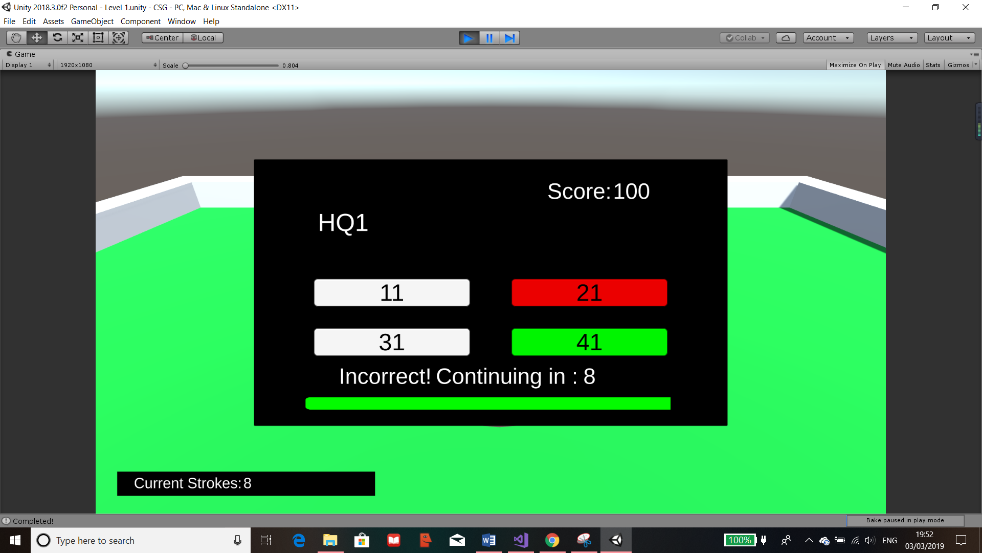 Unity 2018.3.0f2 Personal - Level 1.unity - CSG - PC, Mac & Linux Standalone <DX11>
File Edit Assets GameObject Component Window Help
Center Local Collab Account Layers Layout
Game
Display 1 1920x1080 Scale 0.804 Maximize On Play Mute Audio Stats Gizmos
Score:100
HQ1
11 21
31 41
Incorrect! Continuing in : 8
Current Strokes:8
Completed! Bake paused in play mode
Type here to search 100% ENG 19:52
03/03/2019